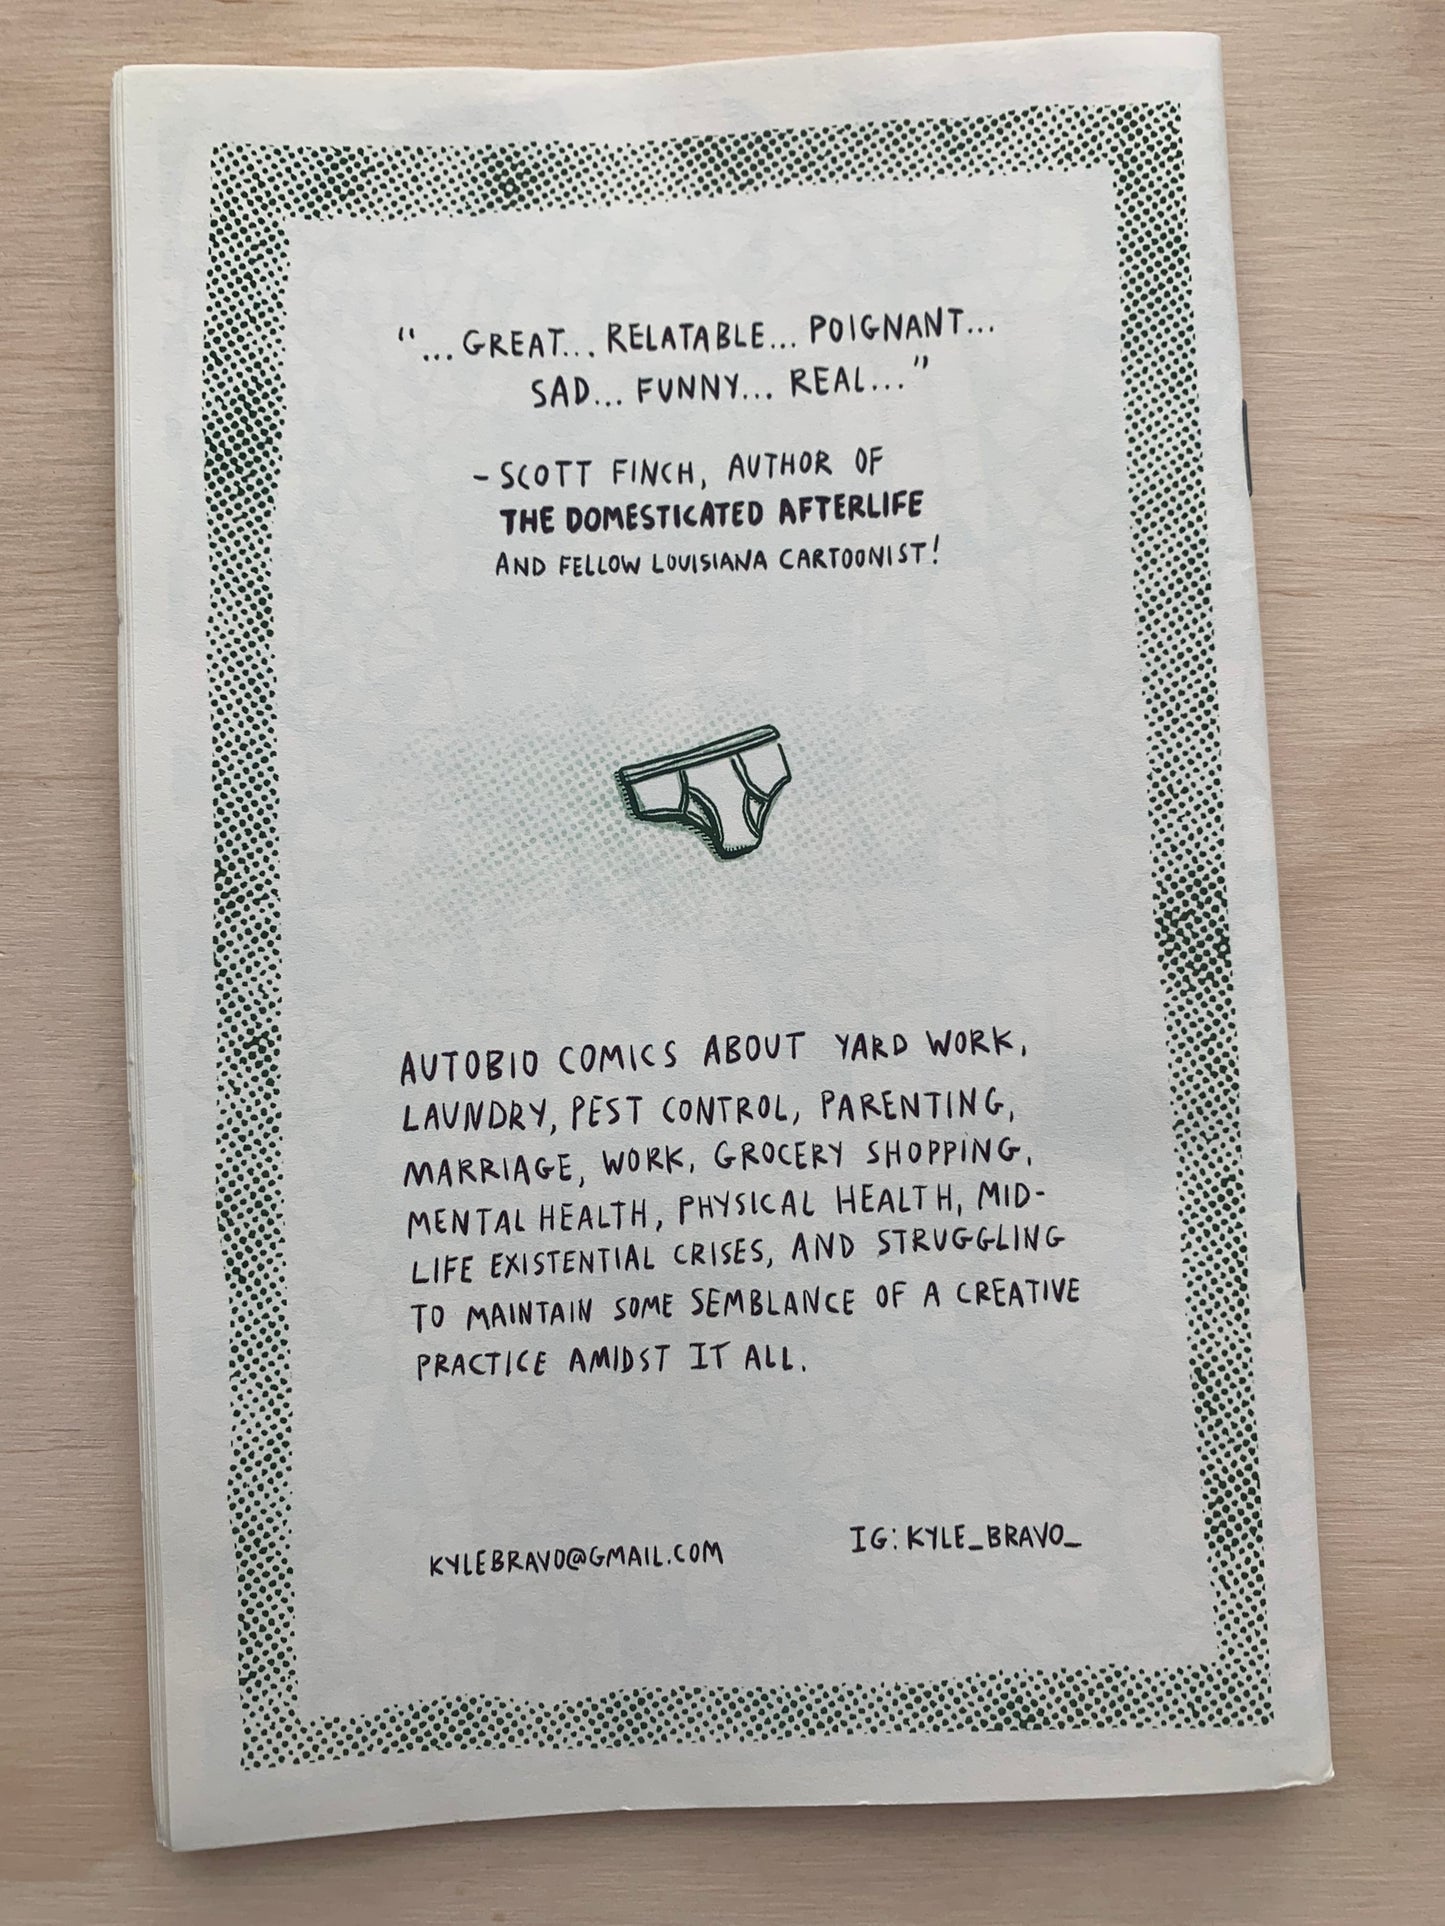 “...GREAT... RELATABLE... POIGNANT...
SAD... FUNNY... REAL...”
- SCOTT FINCH, AUTHOR OF
THE DOMESTICATED AFTERLIFE
AND FELLOW LOUISIANA CARTOONIST!
AUTOBIO COMICS ABOUT YARD WORK,
LAUNDRY, PEST CONTROL, PARENTING,
MARRIAGE, WORK, GROCERY SHOPPING,
MENTAL HEALTH, PHYSICAL HEALTH, MID-
LIFE EXISTENTIAL CRISES, AND STRUGGLING
TO MAINTAIN SOME SEMBLANCE OF A CREATIVE
PRACTICE AMIDST IT ALL.
KYLEBRAVO@GMAIL.COM
IG: KYLE_BRAVO_